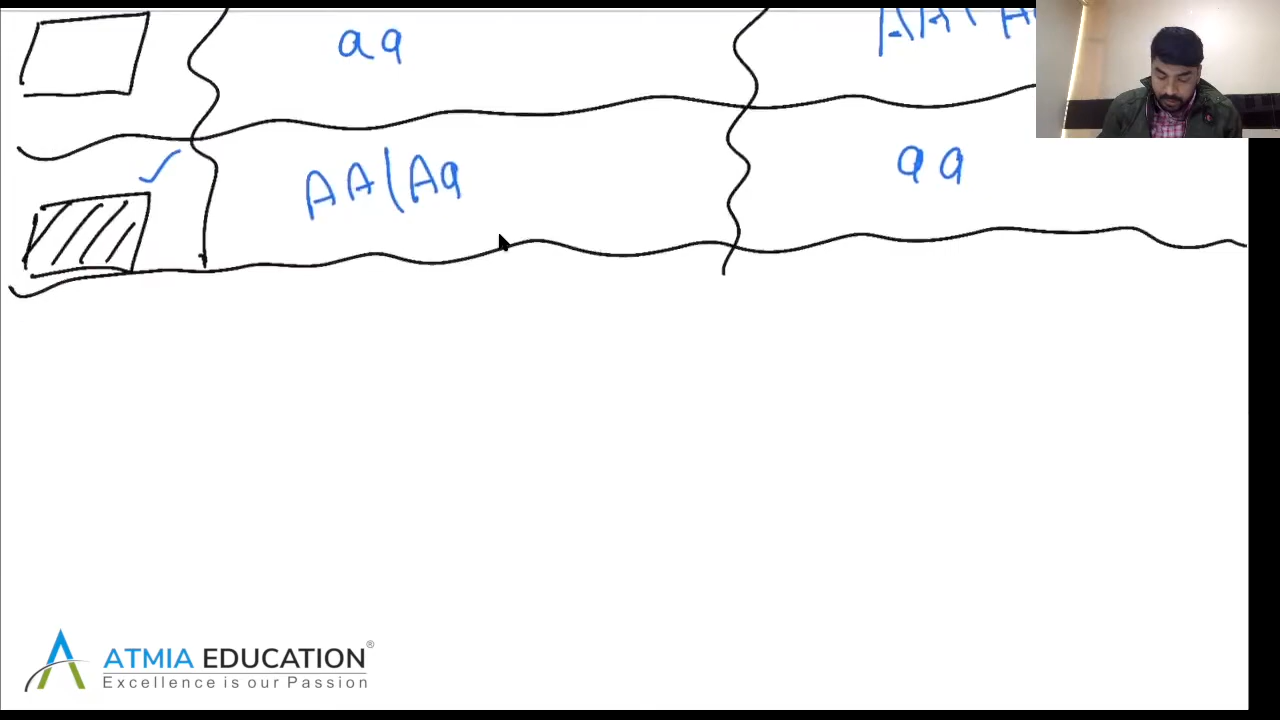 aa
AA | Aa
aa
ATMIA EDUCATION®
Excellence is our Passion